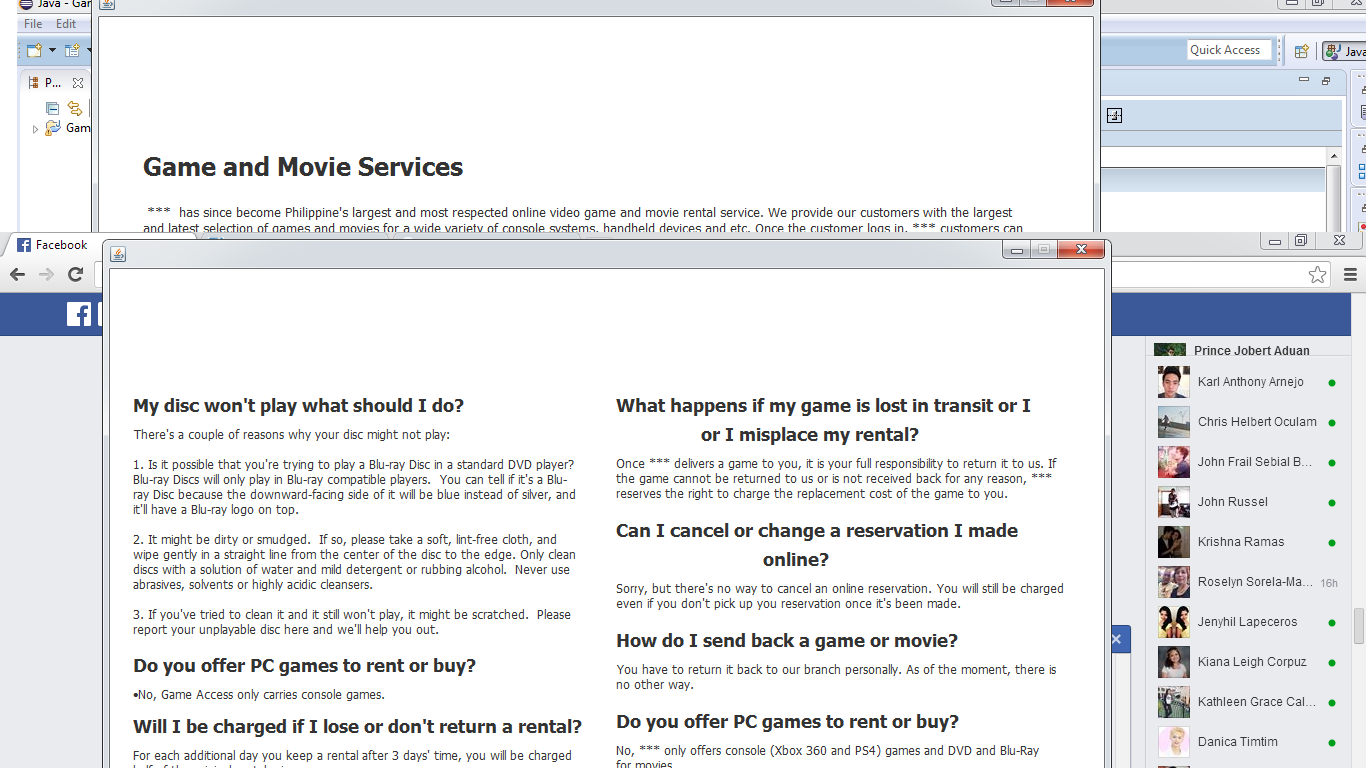 Java - Gam
File Edit
Quick Access
Java
P...
Gam
Game and Movie Services
*** has since become Philippine's largest and most respected online video game and movie rental service. We provide our customers with the largest
and latest selection of games and movies for a wide variety of console systems, handheld devices and etc. Once the customer logs in, *** customers can
Facebook
My disc won't play what should I do?
There's a couple of reasons why your disc might not play:
1. Is it possible that you're trying to play a Blu-ray Disc in a standard DVD player?
Blu-ray Discs will only play in Blu-ray compatible players. You can tell if it's a Blu-
ray Disc because the downward-facing side of it will be blue instead of silver, and
it'll have a Blu-ray logo on top.
2. It might be dirty or smudged. If so, please take a soft, lint-free cloth, and
wipe gently in a straight line from the center of the disc to the edge. Only clean
discs with a solution of water and mild detergent or rubbing alcohol. Never use
abrasives, solvents or highly acidic cleansers.
3. If you've tried to clean it and it still won't play, it might be scratched. Please
report your unplayable disc here and we'll help you out.
Do you offer PC games to rent or buy?
•No, Game Access only carries console games.
Will I be charged if I lose or don't return a rental?
For each additional day you keep a rental after 3 days' time, you will be charged
What happens if my game is lost in transit or I
or I misplace my rental?
Once *** delivers a game to you, it is your full responsibility to return it to us. If
the game cannot be returned to us or is not received back for any reason, ***
reserves the right to charge the replacement cost of the game to you.
Can I cancel or change a reservation I made
online?
Sorry, but there's no way to cancel an online reservation. You will still be charged
even if you don't pick up you reservation once it's been made.
How do I send back a game or movie?
You have to return it back to our branch personally. As of the moment, there is
no other way.
Do you offer PC games to rent or buy?
No, *** only offers console (Xbox 360 and PS4) games and DVD and Blu-Ray
for movies
Prince Jobert Aduan
Karl Anthony Arnejo
Chris Helbert Oculam
John Frail Sebial B...
John Russel
Krishna Ramas
Roselyn Sorela-Ma... 16h
Jenyhil Lapeceros
Kiana Leigh Corpuz
Kathleen Grace Cal...
Danica Timtim